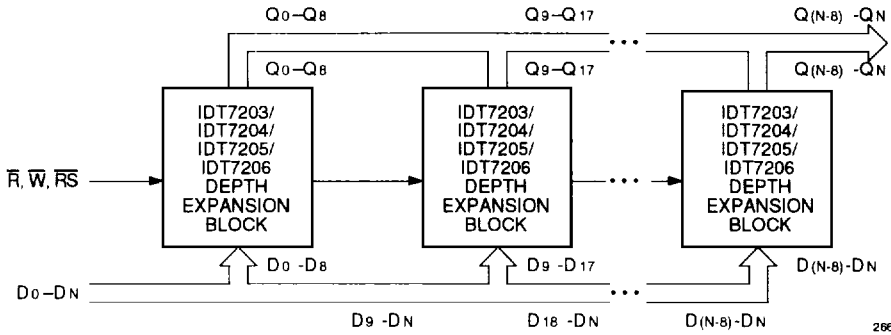 Q0–Q8 Q9–Q17 Q(N-8) -QN
Q0–Q8 Q9–Q17 Q(N-8) -QN
IDT7203/
IDT7204/
IDT7205/
IDT7206
DEPTH
EXPANSION
BLOCK
IDT7203/
IDT7204/
IDT7205/
IDT7206
DEPTH
EXPANSION
BLOCK
IDT7203/
IDT7204/
IDT7205/
IDT7206
DEPTH
EXPANSION
BLOCK
R̅, W̅, R̅S̅
D0 -D8 D9 -D17 D(N-8)-DN
D0–DN
D9 -DN D18 -DN D(N-8)-DN